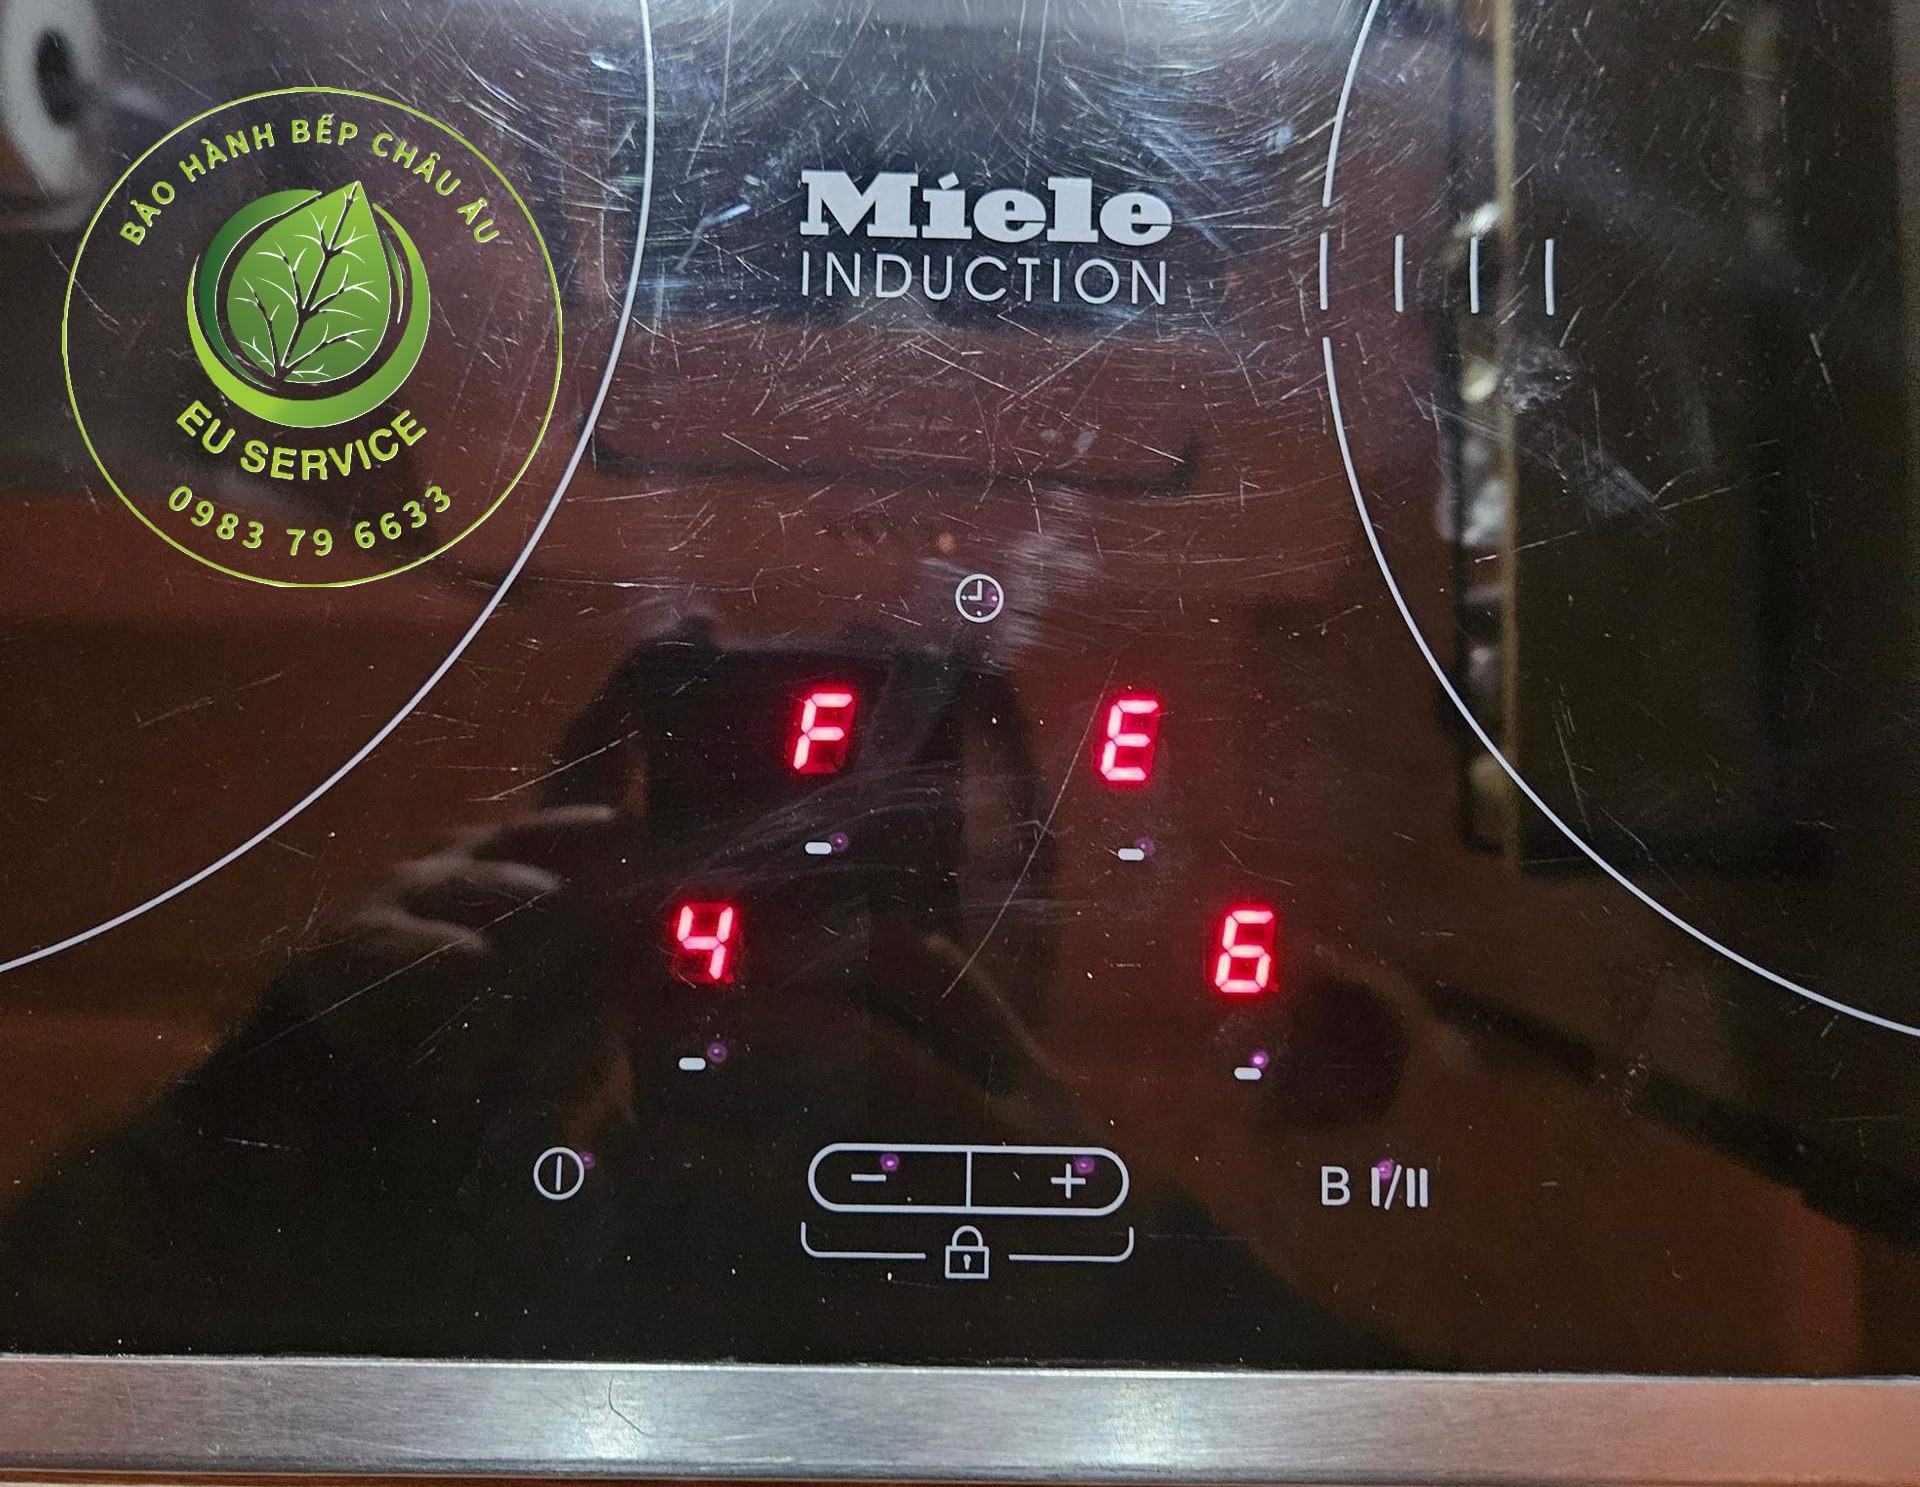 BẢO HÀNH BẾP CHÂU ÂU
EU SERVICE
0983 79 6633
Miele
INDUCTION
F E
4 6
- +
B I/II